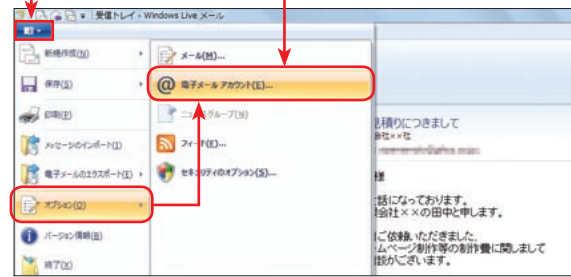 受信トレイ - Windows Live メール
新規作成(N)
保存(S)
印刷(P)
メッセージのインポート(I)
電子メールのエクスポート(E)
オプション(O)
バージョン情報(B)
終了(X)
メール(M)...
電子メール アカウント(E)...
ニュースグループ(N)
フィード(E)...
セキュリティのオプション(S)...
見積りにつきまして
会社××社
様
話になっております。
会社××の田中と申します。
ご依頼いただきました、
ムページ制作等の制作費に関しまして
談がございます。